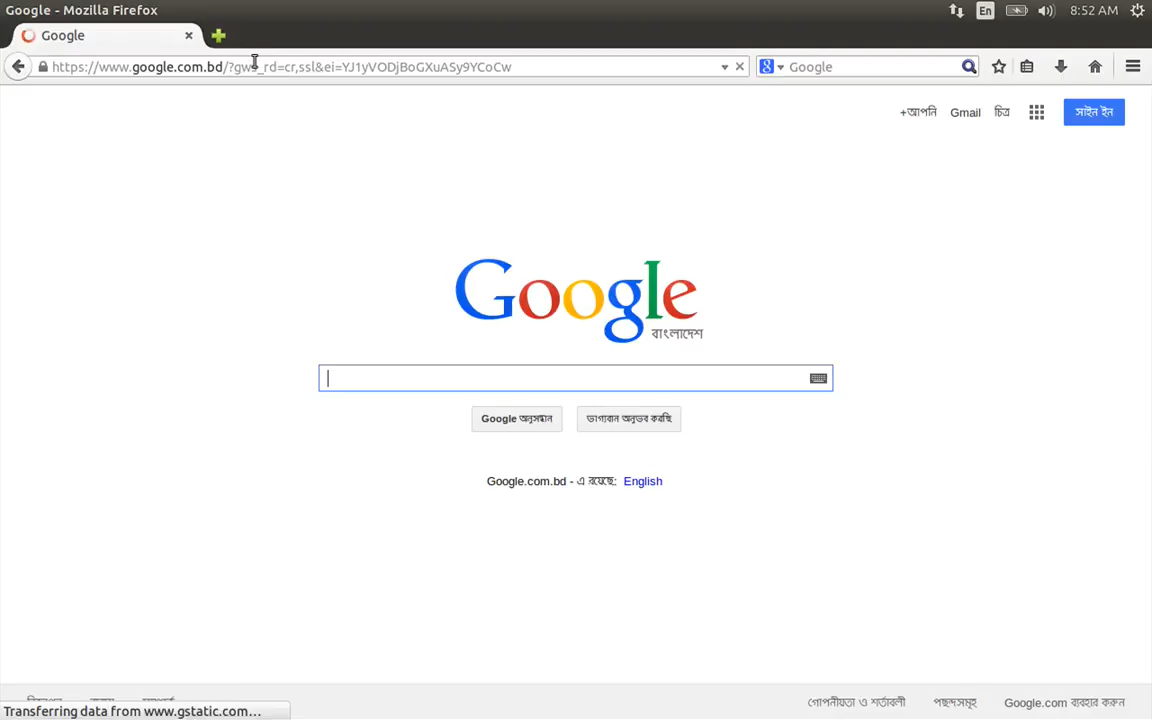 Google - Mozilla Firefox
En
8:52 AM
Google
https://www.google.com.bd/?gws_rd=cr,ssl&ei=YJ1yVODjBoGXuASy9YCoCw
Google
+আপনি Gmail চিত্র সাইন ইন
Google
বাংলাদেশ
Google অনুসন্ধান ভাগ্যবান অনুভব করছি
Google.com.bd - এ রয়েছে: English
গোপনীয়তা ও শর্তাবলী পছন্দসমূহ Google.com ব্যবহার করুন
Transferring data from www.gstatic.com...